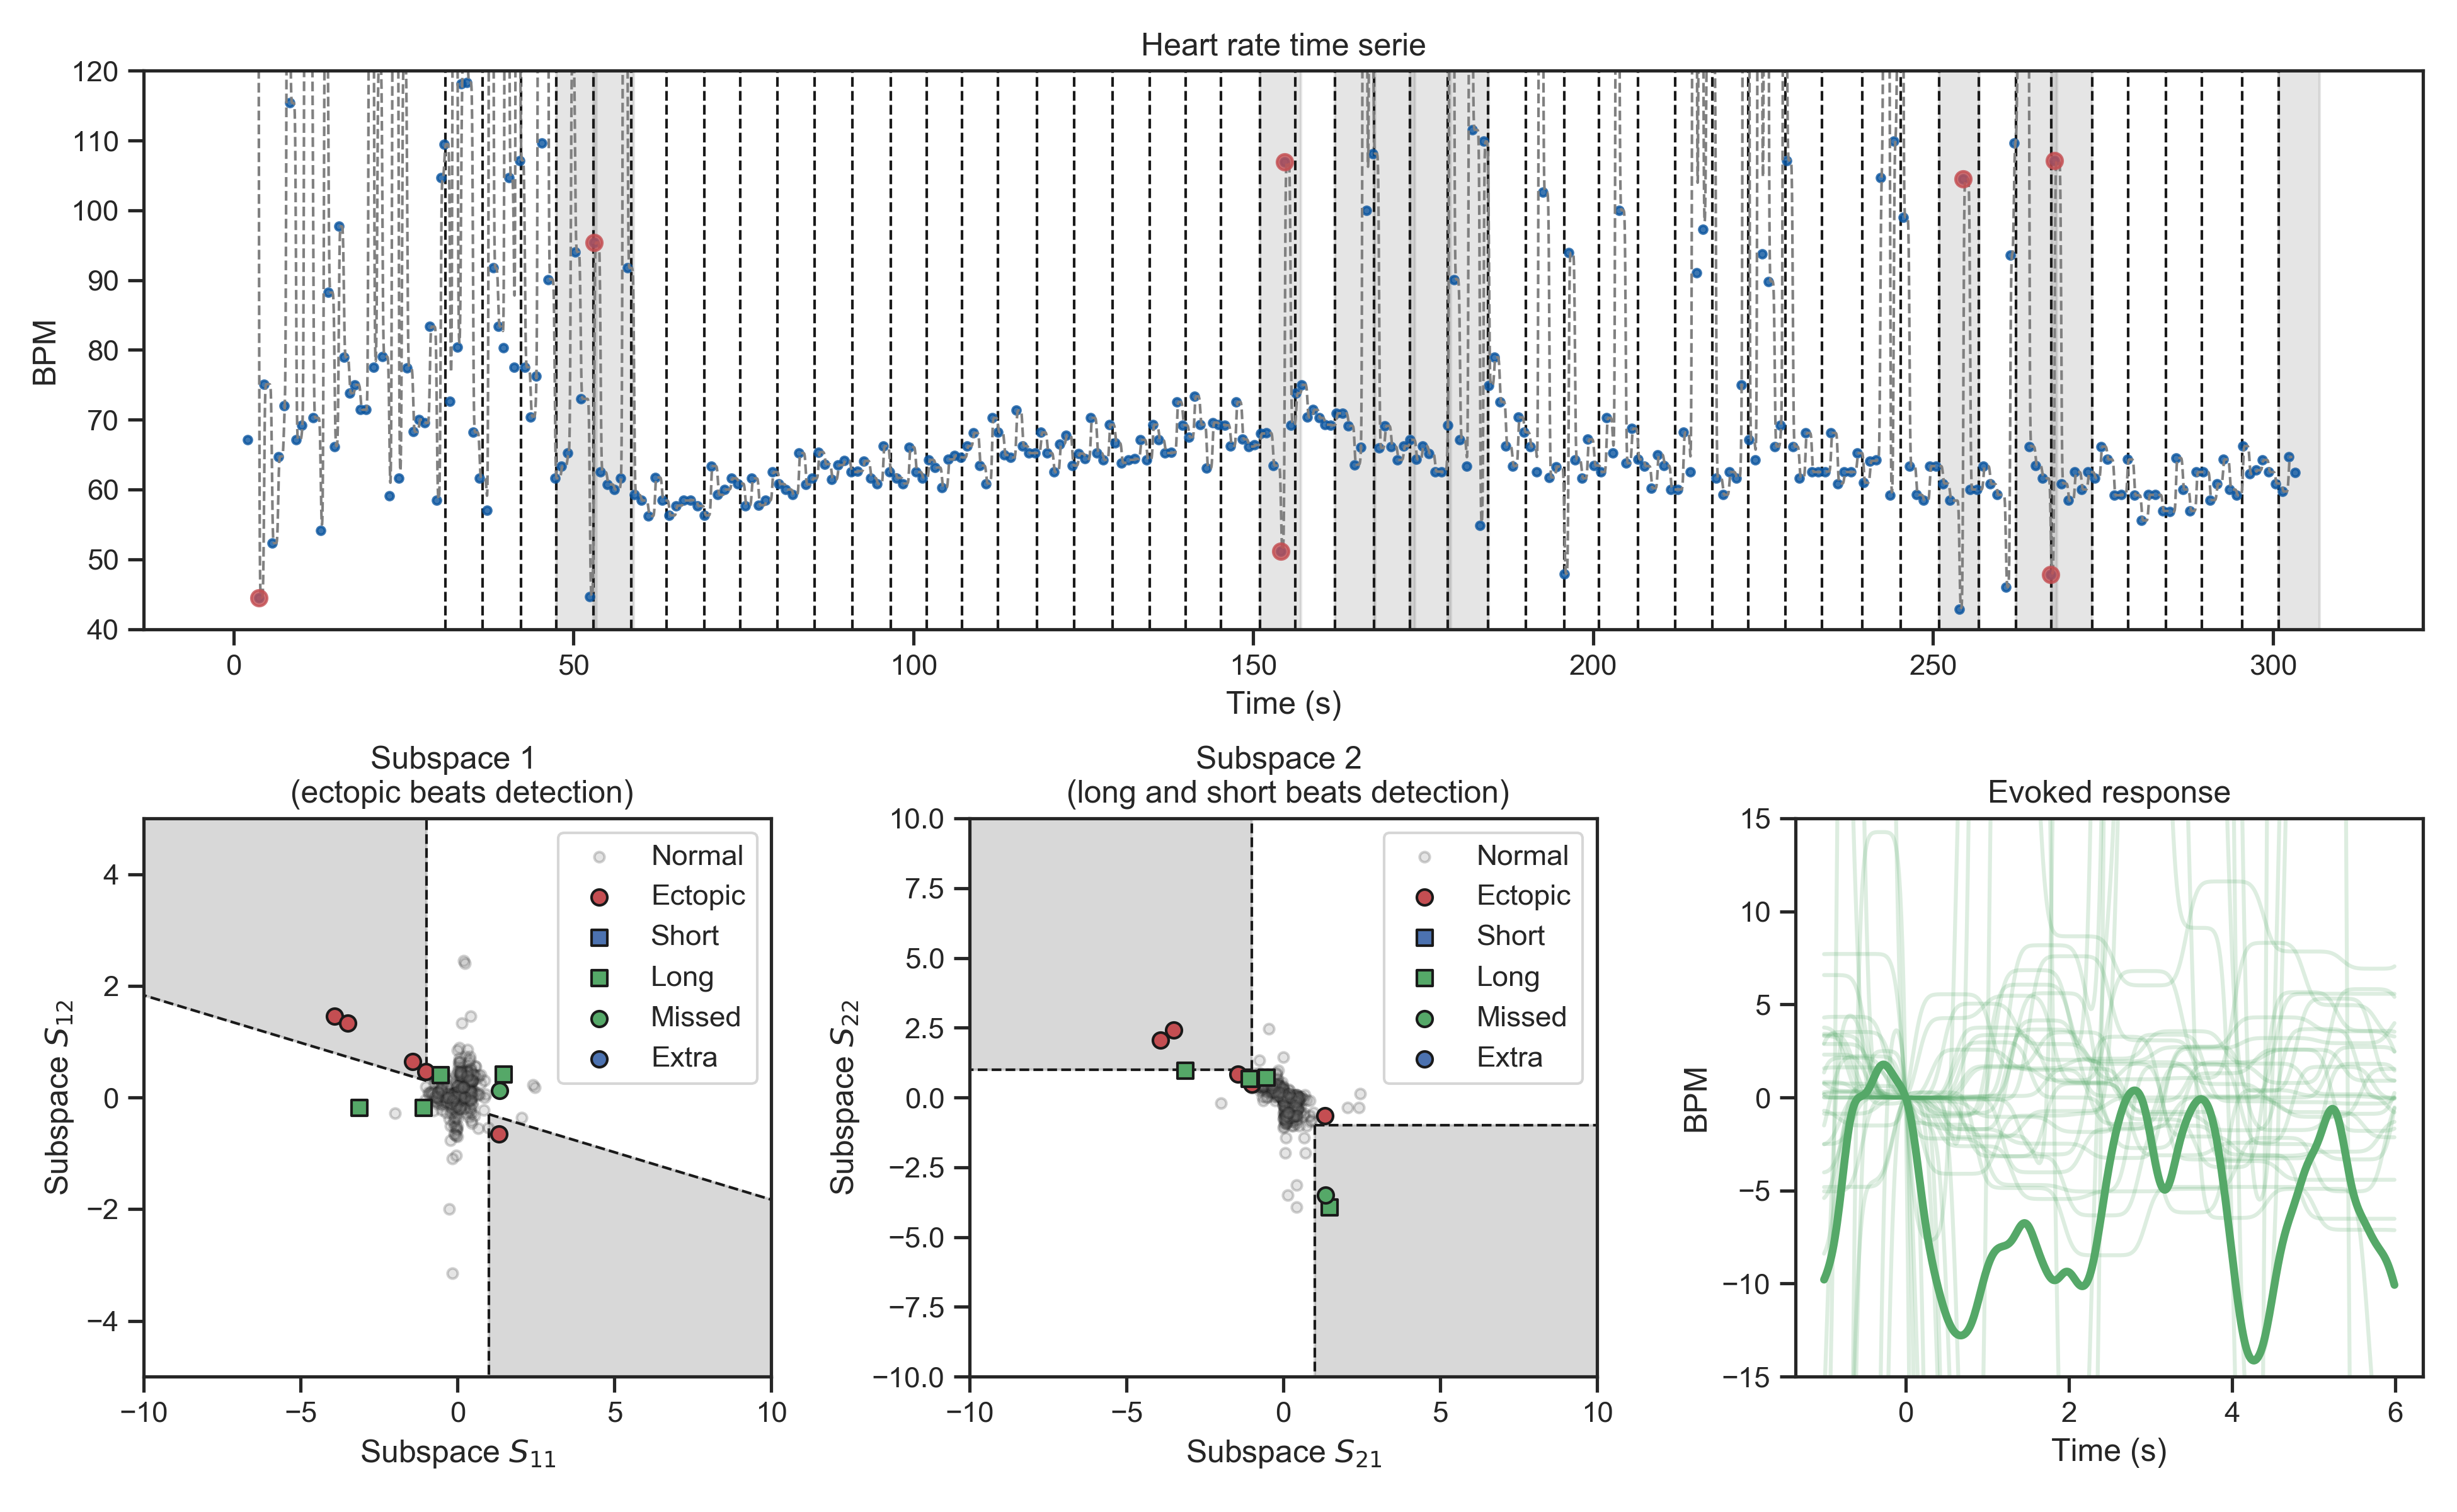 Heart rate time serie
120
110
100
90
80
70
60
50
40
BPM
0 50 100 150 200 250 300
Time (s)
Subspace 1
(ectopic beats detection)
4
2
0
−2
−4
Subspace S12
Normal
Ectopic
Short
Long
Missed
Extra
−10 −5 0 5 10
Subspace S11
Subspace 2
(long and short beats detection)
10.0
7.5
5.0
2.5
0.0
−2.5
−5.0
−7.5
−10.0
Subspace S22
Normal
Ectopic
Short
Long
Missed
Extra
−10 −5 0 5 10
Subspace S21
Evoked response
15
10
5
0
−5
−10
−15
BPM
0 2 4 6
Time (s)